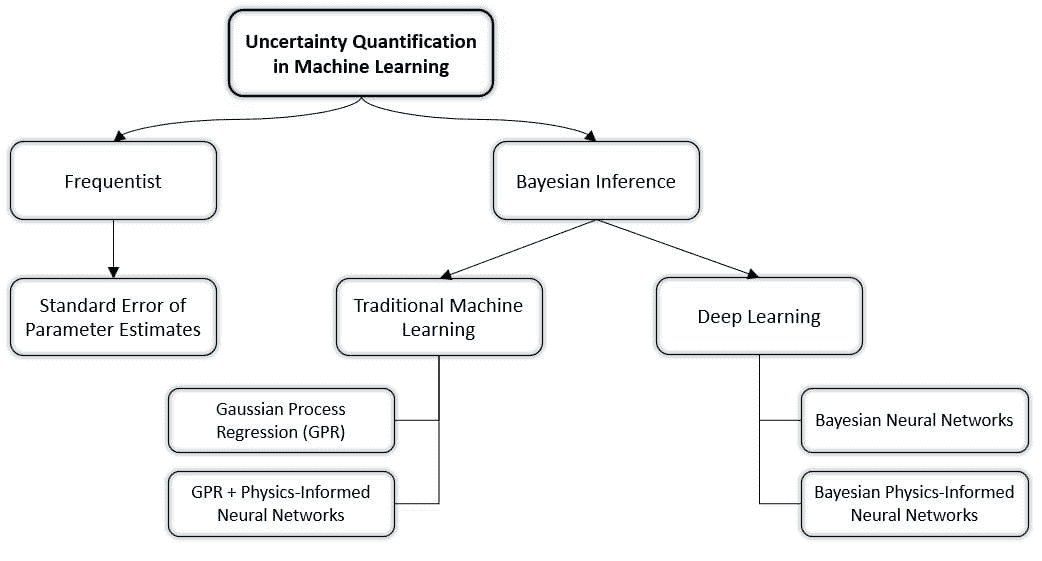 Uncertainty Quantification
in Machine Learning
Frequentist
Bayesian Inference
Standard Error of
Parameter Estimates
Traditional Machine
Learning
Deep Learning
Gaussian Process
Regression (GPR)
Bayesian Neural Networks
GPR + Physics-Informed
Neural Networks
Bayesian Physics-Informed
Neural Networks